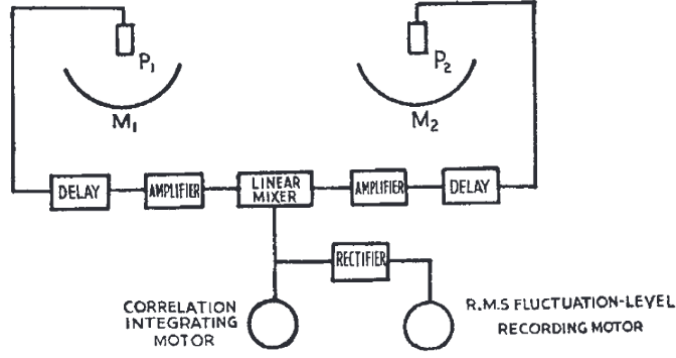 P₁
P₂
M₁
M₂
DELAY
AMPLIFIER
LINEAR
MIXER
AMPLIFIER
DELAY
RECTIFIER
CORRELATION
INTEGRATING
MOTOR
R.M.S FLUCTUATION-LEVEL
RECORDING MOTOR